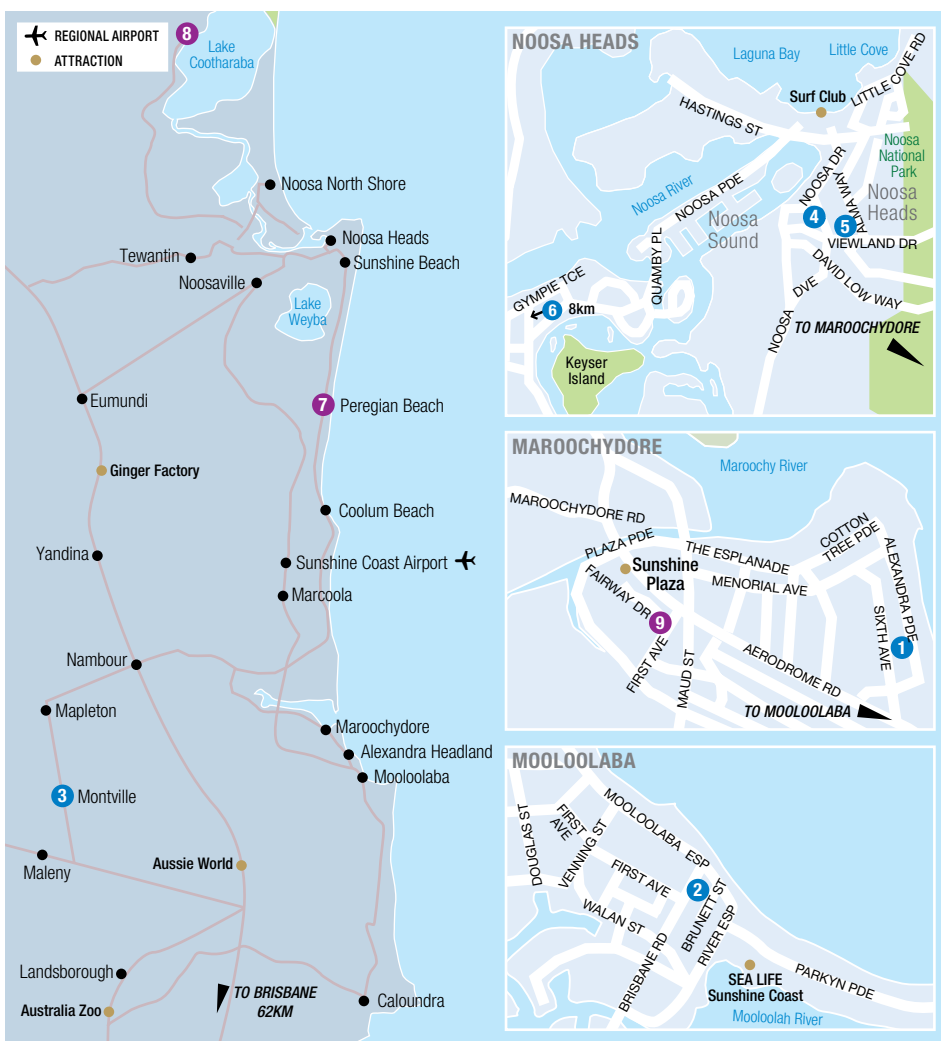 REGIONAL AIRPORT
ATTRACTION
8
Lake
Cootharaba
Noosa North Shore
Noosa Heads
Tewantin
Sunshine Beach
Noosaville
Lake
Weyba
Eumundi
7 Peregian Beach
Ginger Factory
Coolum Beach
Yandina
Sunshine Coast Airport
Marcoola
Nambour
Mapleton
Maroochydore
Alexandra Headland
Mooloolaba
3 Montville
Maleny
Aussie World
Landsborough
Australia Zoo
TO BRISBANE
62KM
Caloundra
NOOSA HEADS
Laguna Bay
Little Cove
LITTLE COVE RD
Surf Club
HASTINGS ST
Noosa
National
Park
NOOSA DR
ALMA WAY
Noosa
Heads
Noosa River
NOOSA PDE
Noosa
Sound
4
5
VIEWLAND DR
QUAMBY PL
DAVID LOW WAY
GYMPIE TCE
6 8km
NOOSA DVE
TO MAROOCHYDORE
Keyser
Island
MAROOCHYDORE
Maroochy River
MAROOCHYDORE RD
PLAZA PDE
THE ESPLANADE
COTTON
TREE PDE
ALEXANDRA PDE
Sunshine
Plaza
MENORIAL AVE
FAIRWAY DR
9
SIXTH AVE
1
FIRST AVE
MAUD ST
AERODROME RD
TO MOOLOOLABA
MOOLOOLABA
DOUGLAS ST
FIRST
AVE
VENNING ST
MOOLOOLABA ESP
FIRST AVE
2
WALAN ST
BRUNETT ST
RIVER ESP
BRISBANE RD
PARKYN PDE
SEA LIFE
Sunshine Coast
Mooloolah River